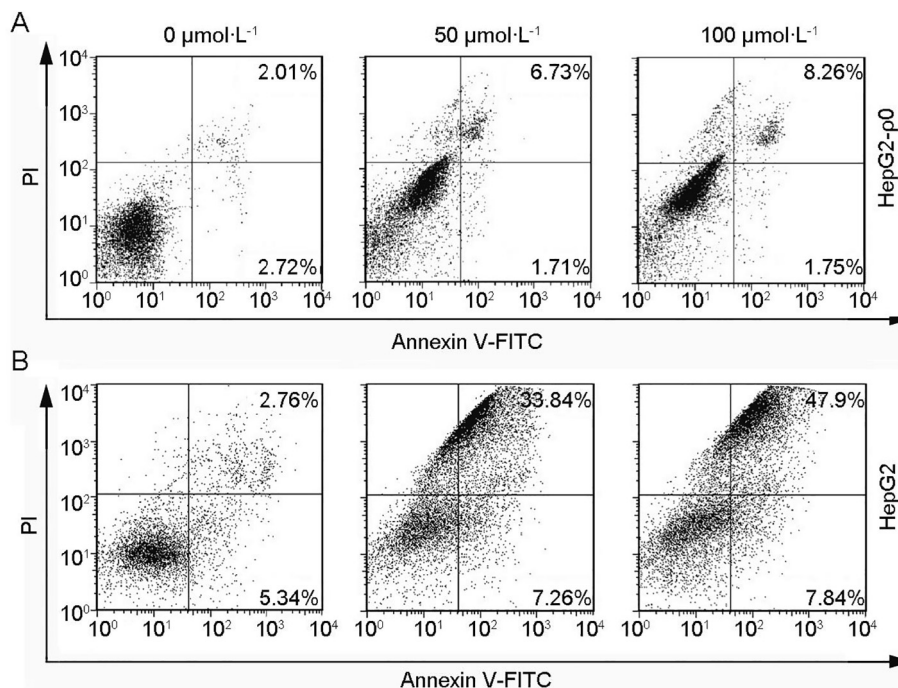 A
0 µmol·L⁻¹ 50 µmol·L⁻¹ 100 µmol·L⁻¹
10⁴ 2.01% 6.73% 8.26%
10³
PI 10² HepG2-ρ0
10¹
10⁰ 2.72% 1.71% 1.75%
10⁰ 10¹ 10² 10³ 10⁴ 10⁰ 10¹ 10² 10³ 10⁴ 10⁰ 10¹ 10² 10³ 10⁴
Annexin V-FITC
B
10⁴ 2.76% 33.84% 47.9%
10³
PI 10² HepG2
10¹
10⁰ 5.34% 7.26% 7.84%
10⁰ 10¹ 10² 10³ 10⁴ 10⁰ 10¹ 10² 10³ 10⁴ 10⁰ 10¹ 10² 10³ 10⁴
Annexin V-FITC